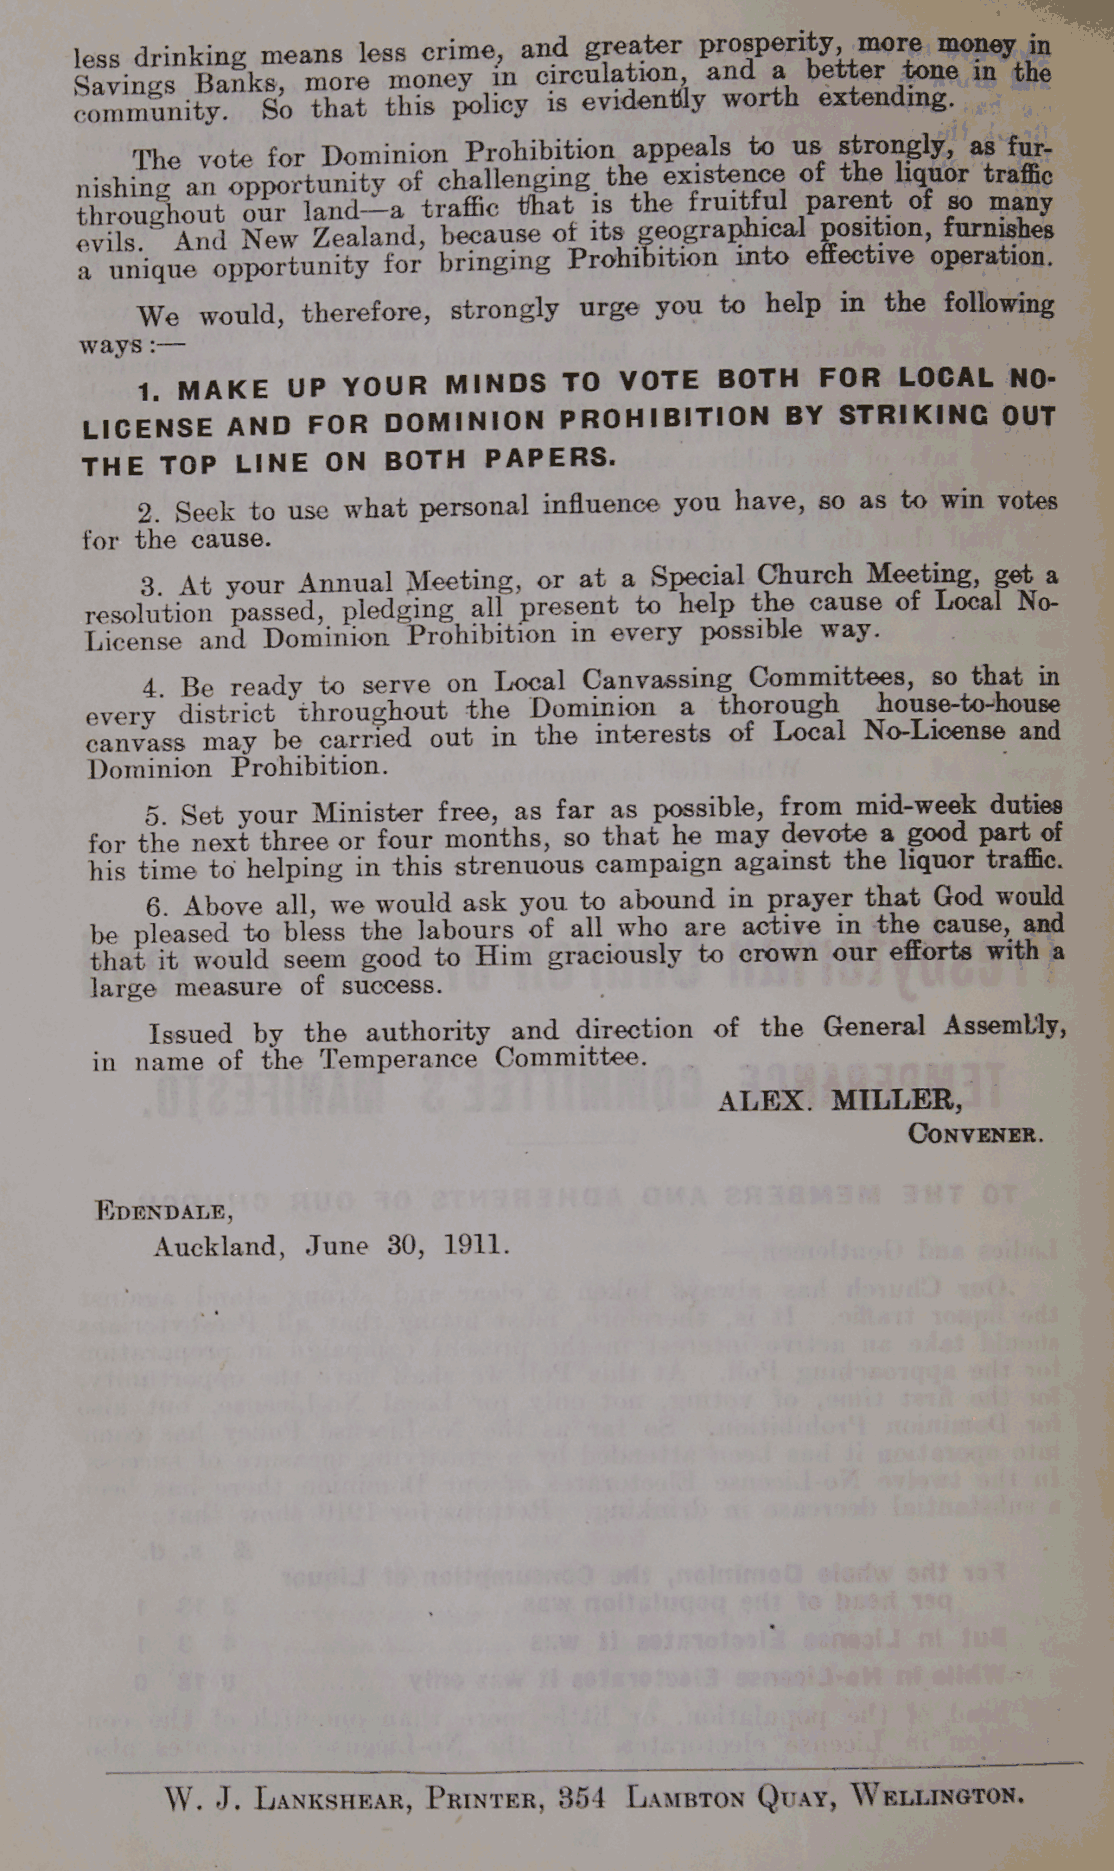 less drinking means less crime, and greater prosperity, more money in
Savings Banks, more money in circulation, and a better tone in the
community. So that this policy is evidently worth extending.
The vote for Dominion Prohibition appeals to us strongly, as fur-
nishing an opportunity of challenging the existence of the liquor traffic
throughout our land—a traffic that is the fruitful parent of so many
evils. And New Zealand, because of its geographical position, furnishes
a unique opportunity for bringing Prohibition into effective operation.
We would, therefore, strongly urge you to help in the following
ways:—
1. MAKE UP YOUR MINDS TO VOTE BOTH FOR LOCAL NO-
LICENSE AND FOR DOMINION PROHIBITION BY STRIKING OUT
THE TOP LINE ON BOTH PAPERS.
2. Seek to use what personal influence you have, so as to win votes
for the cause.
3. At your Annual Meeting, or at a Special Church Meeting, get a
resolution passed, pledging all present to help the cause of Local No-
License and Dominion Prohibition in every possible way.
4. Be ready to serve on Local Canvassing Committees, so that in
every district throughout the Dominion a thorough house-to-house
canvass may be carried out in the interests of Local No-License and
Dominion Prohibition.
5. Set your Minister free, as far as possible, from mid-week duties
for the next three or four months, so that he may devote a good part of
his time to helping in this strenuous campaign against the liquor traffic.
6. Above all, we would ask you to abound in prayer that God would
be pleased to bless the labours of all who are active in the cause, and
that it would seem good to Him graciously to crown our efforts with a
large measure of success.
Issued by the authority and direction of the General Assembly,
in name of the Temperance Committee.
ALEX. MILLER,
CONVENER.
EDENDALE,
Auckland, June 30, 1911.
W. J. LANKSHEAR, PRINTER, 354 LAMBTON QUAY, WELLINGTON.